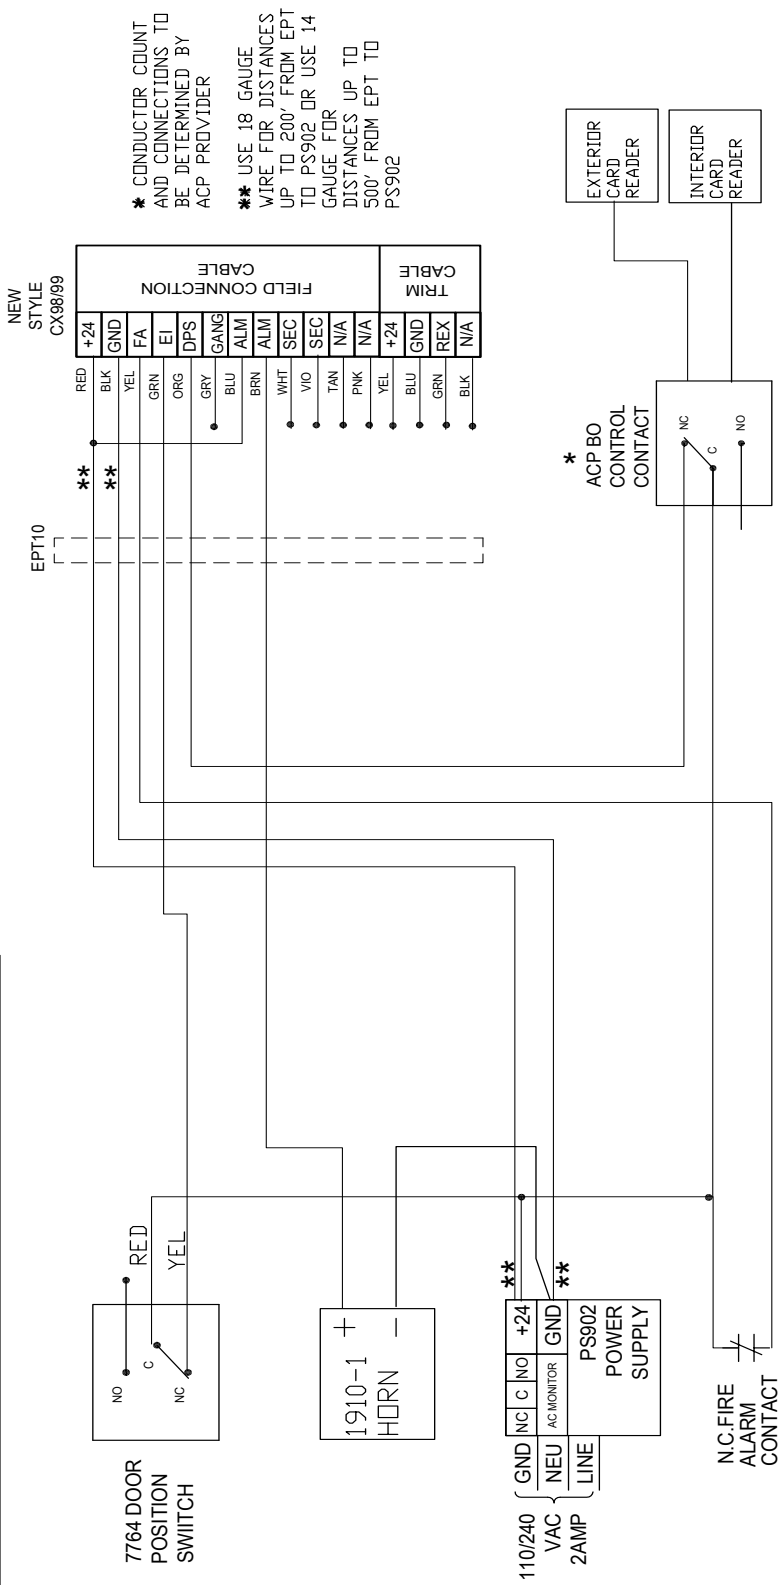 NEW
STYLE
CX98/99
FIELD CONNECTION
CABLE
TRIM
CABLE
+24
GND
FA
EI
DPS
GANG
ALM
ALM
SEC
SEC
N/A
N/A
+24
GND
REX
N/A
RED
BLK
YEL
GRN
ORG
GRY
BLU
BRN
WHT
VIO
TAN
PNK
YEL
BLU
GRN
BLK
**
**
* CONDUCTOR COUNT
AND CONNECTIONS TO
BE DETERMINED BY
ACP PROVIDER
** USE 18 GAUGE
WIRE FOR DISTANCES
UP TO 200' FROM EPT
TO PS902 OR USE 14
GAUGE FOR
DISTANCES UP TO
500' FROM EPT TO
PS902
EXTERIOR
CARD
READER
INTERIOR
CARD
READER
EPT10
*
ACP BO
CONTROL
CONTACT
NC
C
NO
7764 DOOR
POSITION
SWIITCH
NO
C
NC
RED
YEL
1910-1
HORN
+
-
110/240
VAC
2AMP
GND
NEU
LINE
NC
C
NO
+24
AC MONITOR
GND
**
**
PS902
POWER
SUPPLY
N.C.FIRE
ALARM
CONTACT